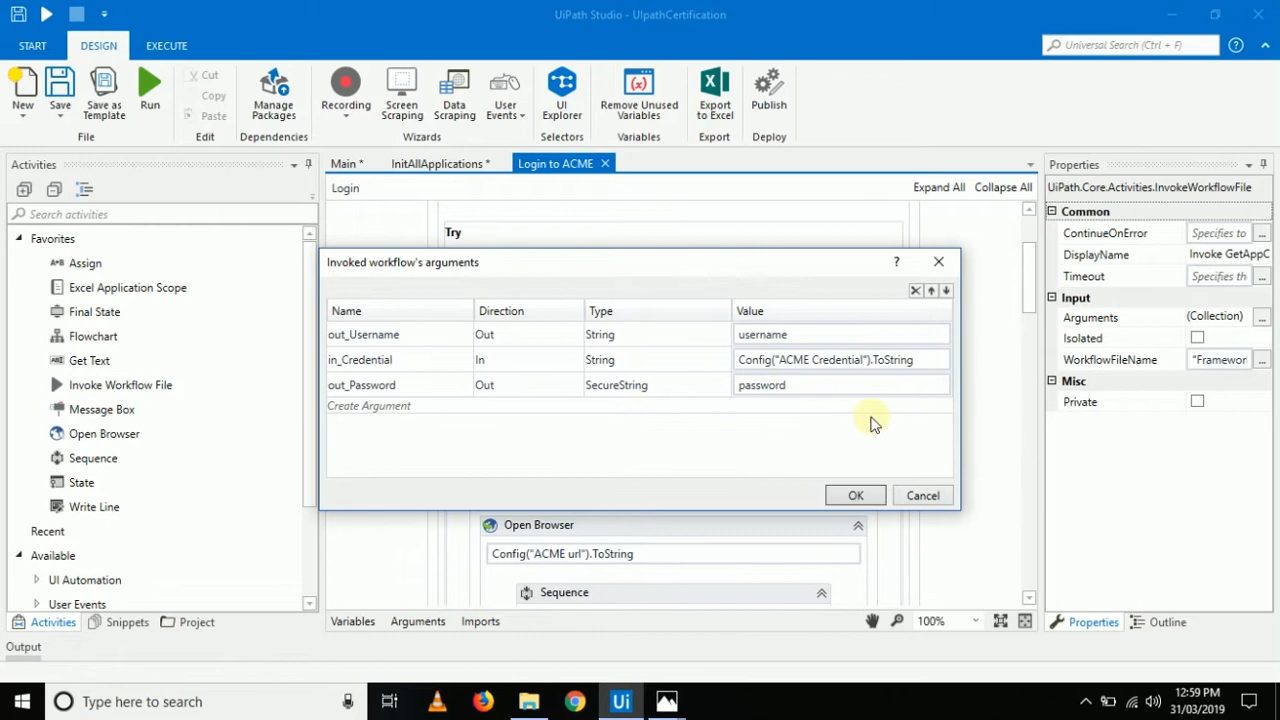 UiPath Studio - UIpathCertification
START
DESIGN
EXECUTE
Universal Search (Ctrl + F)
New
Save
Save as Template
Run
Cut
Copy
Paste
Manage Packages
Recording
Screen Scraping
Data Scraping
User Events
UI Explorer
Remove Unused Variables
Export to Excel
Publish
File
Edit
Dependencies
Wizards
Selectors
Variables
Export
Deploy
Activities
Search activities
Favorites
Assign
Excel Application Scope
Final State
Flowchart
Get Text
Invoke Workflow File
Message Box
Open Browser
Sequence
State
Write Line
Recent
Available
UI Automation
User Events
Activities
Snippets
Project
Output
Main *
InitAllApplications *
Login to ACME
Login
Expand All
Collapse All
Try
Invoked workflow's arguments
Name Direction Type Value
out_Username Out String username
in_Credential In String Config("ACME Credential").ToString
out_Password Out SecureString password
Create Argument
OK
Cancel
Open Browser
Config("ACME url").ToString
Sequence
Variables
Arguments
Imports
100%
Properties
UiPath.Core.Activities.InvokeWorkflowFile
Common
ContinueOnError Specifies to ...
DisplayName Invoke GetAppC
Timeout Specifies th ...
Input
Arguments (Collection) ...
Isolated
WorkflowFileName "Framewor ...
Misc
Private
Properties
Outline
Type here to search
Ui
12:59 PM
31/03/2019